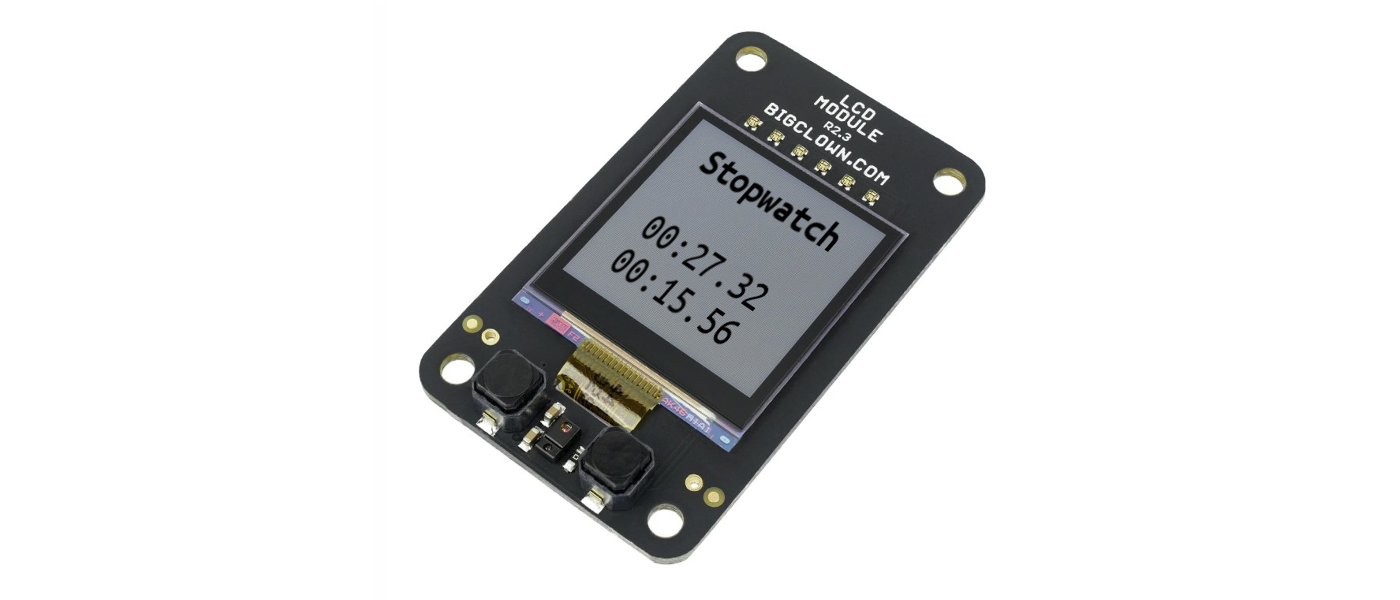 LCD
MODULE
R2.3
BIGCLOWN.COM
Stopwatch
00:27.32
00:15.56